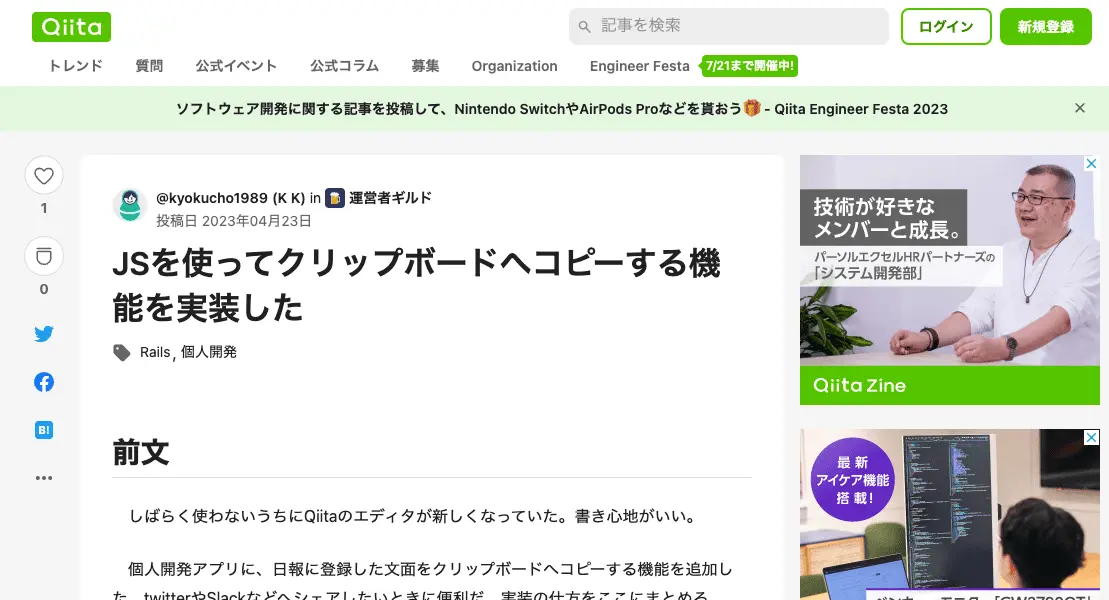 Qiita
記事を検索
ログイン
新規登録
トレンド 質問 公式イベント 公式コラム 募集 Organization Engineer Festa 7/21まで開催中!
ソフトウェア開発に関する記事を投稿して、Nintendo SwitchやAirPods Proなどを貰おう🎁 - Qiita Engineer Festa 2023
1
0
B!
@kyokucho1989 (K K) in 運営者ギルド
投稿日 2023年04月23日
JSを使ってクリップボードへコピーする機
能を実装した
Rails, 個人開発
前文
しばらく使わないうちにQiitaのエディタが新しくなっていた。書き心地がいい。
個人開発アプリに、日報に登録した文面をクリップボードへコピーする機能を追加し
た。twitterやSlackなどへシェアしたいときに便利だ。実装の仕方をここにまとめる。
技術が好きな
メンバーと成長。
パーソルエクセルHRパートナーズの
「システム開発部」
Qiita Zine
最新
アイケア機能
搭載!